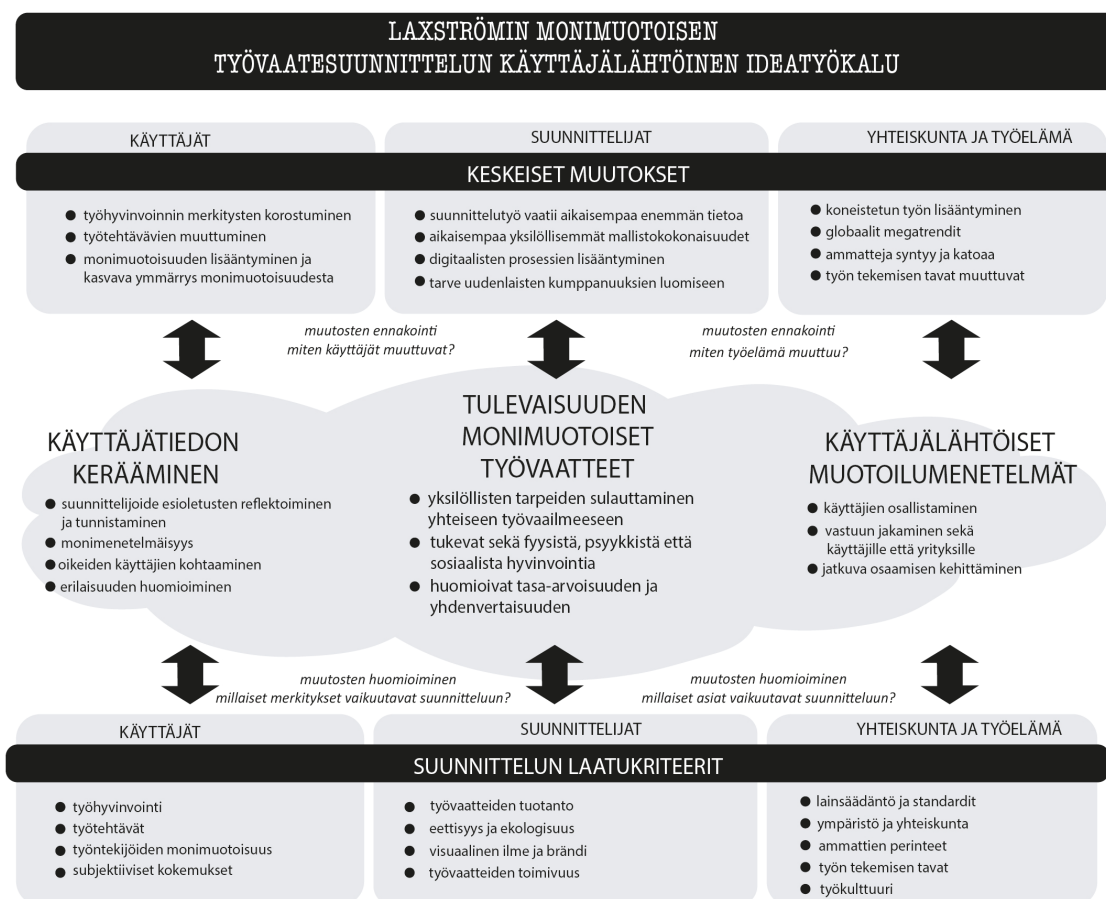 LAXSTRÖMIN MONIMUOTOISEN
TYÖVAATESUUNNITTELUN KÄYTTÄJÄLÄHTÖINEN IDEATYÖKALU
KÄYTTÄJÄT
SUUNNITTELIJAT
YHTEISKUNTA JA TYÖELÄMÄ
KESKEISET MUUTOKSET
● työhyvinvoinnin merkitysten korostuminen
● työtehtävävien muuttuminen
● monimuotoisuuden lisääntyminen ja
kasvava ymmärrys monimuotoisuudesta
● suunnittelutyö vaatii aikaisempaa enemmän tietoa
● aikaisempaa yksilöllisemmät mallistokokonaisuudet
● digitaalisten prosessien lisääntyminen
● tarve uudenlaisten kumppanuuksien luomiseen
● koneistetun työn lisääntyminen
● globaalit megatrendit
● ammatteja syntyy ja katoaa
● työn tekemisen tavat muuttuvat
muutosten ennakointi
miten käyttäjät muuttuvat?
muutosten ennakointi
miten työelämä muuttuu?
KÄYTTÄJÄTIEDON
KERÄÄMINEN
● suunnittelijoide esioletusten reflektoiminen
ja tunnistaminen
● monimenetelmäisyys
● oikeiden käyttäjien kohtaaminen
● erilaisuuden huomioiminen
TULEVAISUUDEN
MONIMUOTOISET
TYÖVAATTEET
● yksilöllisten tarpeiden sulauttaminen
yhteiseen työvaailmeeseen
● tukevat sekä fyysistä, psyykkistä että
sosiaalista hyvinvointia
● huomioivat tasa-arvoisuuden ja
yhdenvertaisuuden
KÄYTTÄJÄLÄHTÖISET
MUOTOILUMENETELMÄT
● käyttäjien osallistaminen
● vastuun jakaminen sekä
käyttäjille että yrityksille
● jatkuva osaamisen kehittäminen
muutosten huomioiminen
millaiset merkitykset vaikuutavat suunnitteluun?
muutosten huomioiminen
millaiset asiat vaikuutavat suunnitteluun?
KÄYTTÄJÄT
SUUNNITTELIJAT
YHTEISKUNTA JA TYÖELÄMÄ
SUUNNITTELUN LAATUKRITEERIT
● työhyvinvointi
● työtehtävät
● työntekijöiden monimuotoisuus
● subjektiiviset kokemukset
● työvaatteiden tuotanto
● eettisyys ja ekologisuus
● visuaalinen ilme ja brändi
● työvaatteiden toimivuus
● lainsäädäntö ja standardit
● ympäristö ja yhteiskunta
● ammattien perinteet
● työn tekemisen tavat
● työkulttuuri